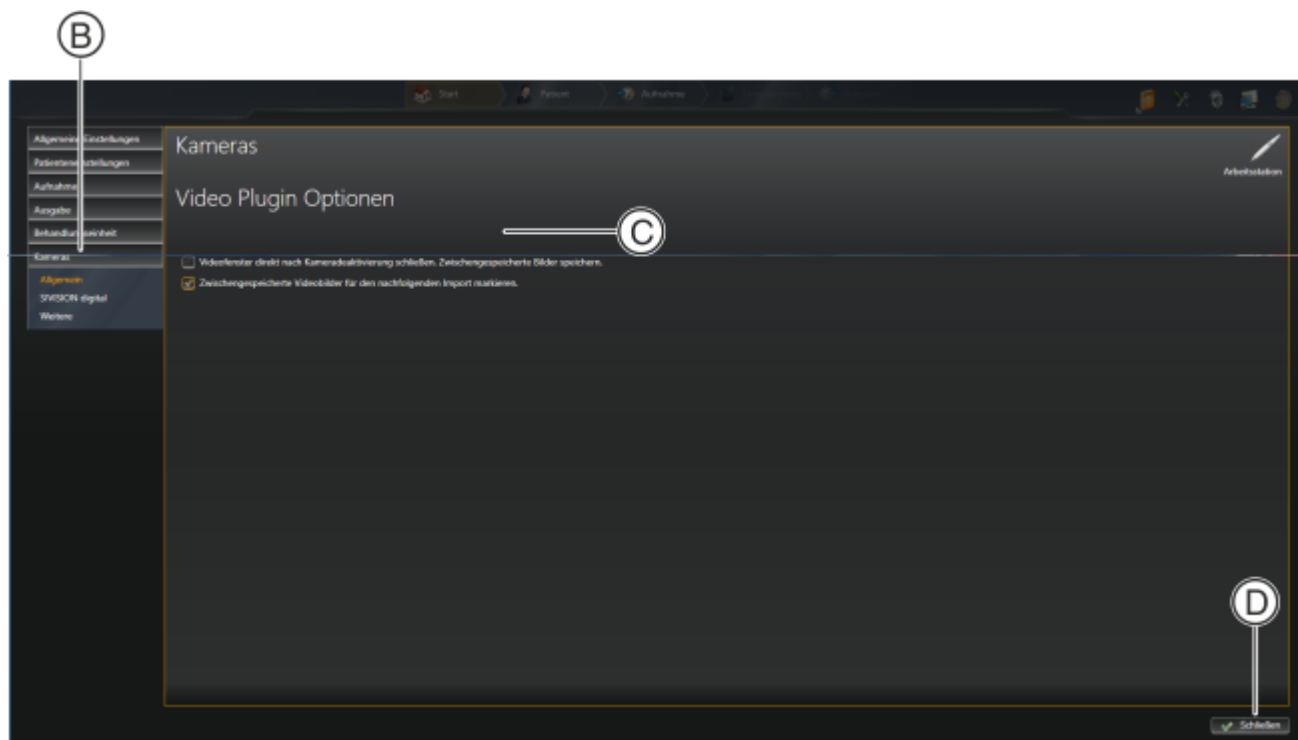 B
Start Patient Aufnahme
Allgemeine Einstellungen
Patienteneinstellungen
Aufnahme
Ausgabe
Behandlungseinheit
Kameras
Allgemein
SIVISION digital
Weitere
Kameras
Arbeitsstation
Video Plugin Optionen
C
Videofenster direkt nach Kameradeaktivierung schließen. Zwischengespeicherte Bilder speichern.
Zwischengespeicherte Videobilder für den nachfolgenden Import markieren.
D
Schließen